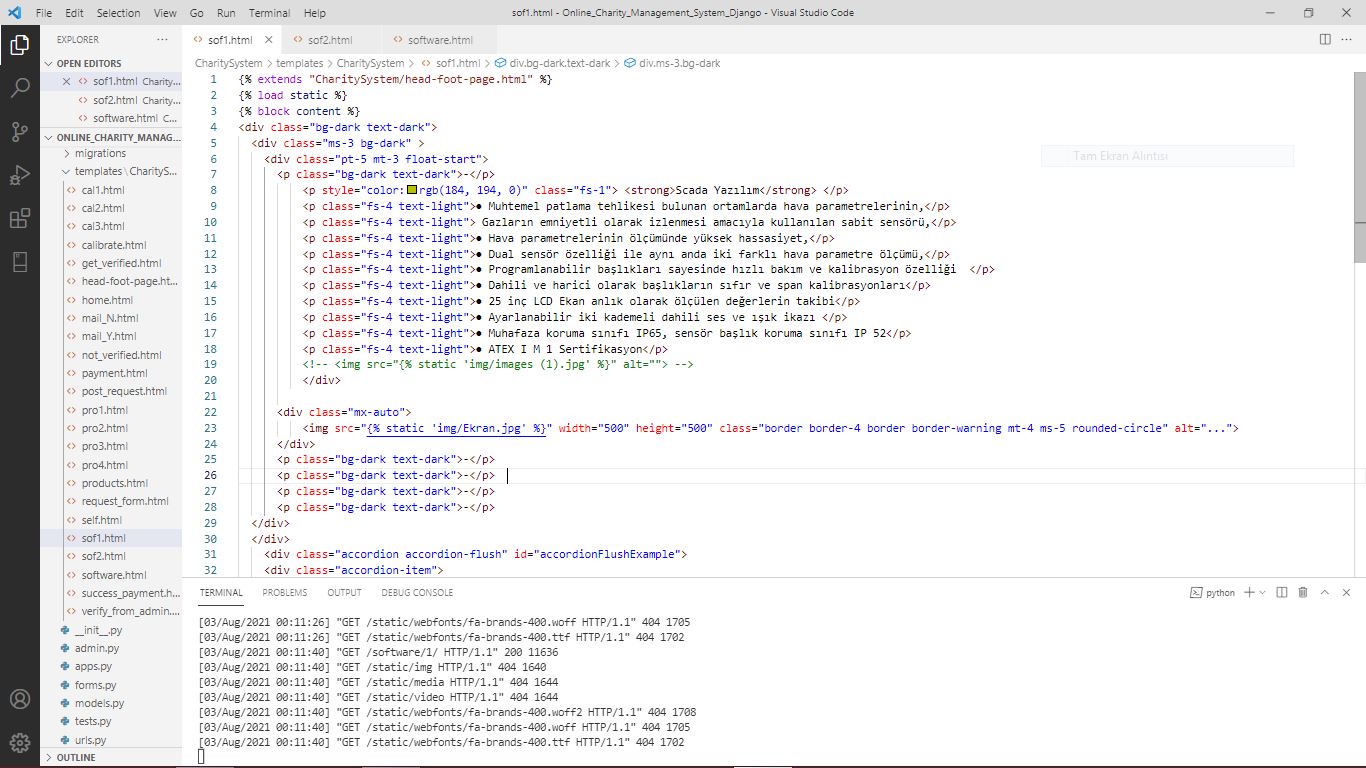 File Edit Selection View Go Run Terminal Help sof1.html - Online_Charity_Management_System_Django - Visual Studio Code
EXPLORER ...
OPEN EDITORS
sof1.html Charity...
sof2.html Charity...
software.html C...
ONLINE_CHARITY_MANAG...
migrations
templates \ CharityS...
cal1.html
cal2.html
cal3.html
calibrate.html
get_verified.html
head-foot-page.ht...
home.html
mail_N.html
mail_Y.html
not_verified.html
payment.html
post_request.html
pro1.html
pro2.html
pro3.html
pro4.html
products.html
request_form.html
self.html
sof1.html
sof2.html
software.html
success_payment.h...
verify_from_admin....
__init__.py
admin.py
apps.py
forms.py
models.py
tests.py
urls.py
OUTLINE
sof1.html sof2.html software.html
CharitySystem > templates > CharitySystem > sof1.html > div.bg-dark.text-dark > div.ms-3.bg-dark
1 {% extends "CharitySystem/head-foot-page.html" %}
2 {% load static %}
3 {% block content %}
4 <div class="bg-dark text-dark">
5 <div class="ms-3 bg-dark" >
6 <div class="pt-5 mt-3 float-start">
7 <p class="bg-dark text-dark">-</p>
8 <p style="color:rgb(184, 194, 0)" class="fs-1"> <strong>Scada Yazılım</strong> </p>
9 <p class="fs-4 text-light">● Muhtemel patlama tehlikesi bulunan ortamlarda hava parametrelerinin,</p>
10 <p class="fs-4 text-light"> Gazların emniyetli olarak izlenmesi amacıyla kullanılan sabit sensörü,</p>
11 <p class="fs-4 text-light">● Hava parametrelerinin ölçümünde yüksek hassasiyet,</p>
12 <p class="fs-4 text-light">● Dual sensör özelliği ile aynı anda iki farklı hava parametre ölçümü,</p>
13 <p class="fs-4 text-light">● Programlanabilir başlıkları sayesinde hızlı bakım ve kalibrasyon özelliği  </p>
14 <p class="fs-4 text-light">● Dahili ve harici olarak başlıkların sıfır ve span kalibrasyonları</p>
15 <p class="fs-4 text-light">● 25 inç LCD Ekan anlık olarak ölçülen değerlerin takibi</p>
16 <p class="fs-4 text-light">● Ayarlanabilir iki kademeli dahili ses ve ışık ikazı </p>
17 <p class="fs-4 text-light">● Muhafaza koruma sınıfı IP65, sensör başlık koruma sınıfı IP 52</p>
18 <p class="fs-4 text-light">● ATEX I M 1 Sertifikasyon</p>
19 <!-- <img src="{% static 'img/images (1).jpg' %}" alt=""> -->
20 </div>
21
22 <div class="mx-auto">
23 <img src="{% static 'img/Ekran.jpg' %}" width="500" height="500" class="border border-4 border border-warning mt-4 ms-5 rounded-circle" alt="...">
24 </div>
25 <p class="bg-dark text-dark">-</p>
26 <p class="bg-dark text-dark">-</p>
27 <p class="bg-dark text-dark">-</p>
28 <p class="bg-dark text-dark">-</p>
29 </div>
30 </div>
31 <div class="accordion accordion-flush" id="accordionFlushExample">
32 <div class="accordion-item">
Tam Ekran Alıntısı
TERMINAL PROBLEMS OUTPUT DEBUG CONSOLE python
[03/Aug/2021 00:11:26] "GET /static/webfonts/fa-brands-400.woff HTTP/1.1" 404 1705
[03/Aug/2021 00:11:26] "GET /static/webfonts/fa-brands-400.ttf HTTP/1.1" 404 1702
[03/Aug/2021 00:11:40] "GET /software/1/ HTTP/1.1" 200 11636
[03/Aug/2021 00:11:40] "GET /static/img HTTP/1.1" 404 1640
[03/Aug/2021 00:11:40] "GET /static/media HTTP/1.1" 404 1644
[03/Aug/2021 00:11:40] "GET /static/video HTTP/1.1" 404 1644
[03/Aug/2021 00:11:40] "GET /static/webfonts/fa-brands-400.woff2 HTTP/1.1" 404 1708
[03/Aug/2021 00:11:40] "GET /static/webfonts/fa-brands-400.woff HTTP/1.1" 404 1705
[03/Aug/2021 00:11:40] "GET /static/webfonts/fa-brands-400.ttf HTTP/1.1" 404 1702